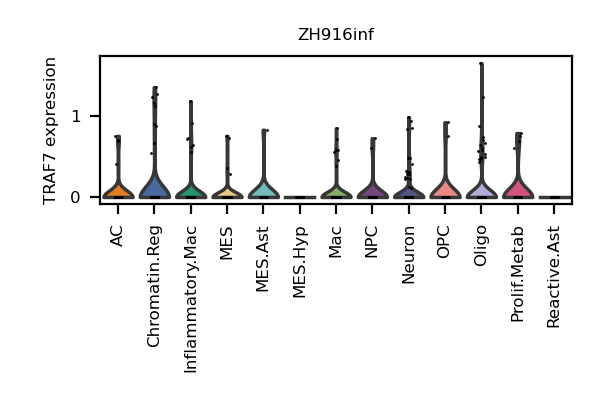 ZH916inf
TRAF7 expression
1
0
AC
Chromatin.Reg
Inflammatory.Mac
MES
MES.Ast
MES.Hyp
Mac
NPC
Neuron
OPC
Oligo
Prolif.Metab
Reactive.Ast